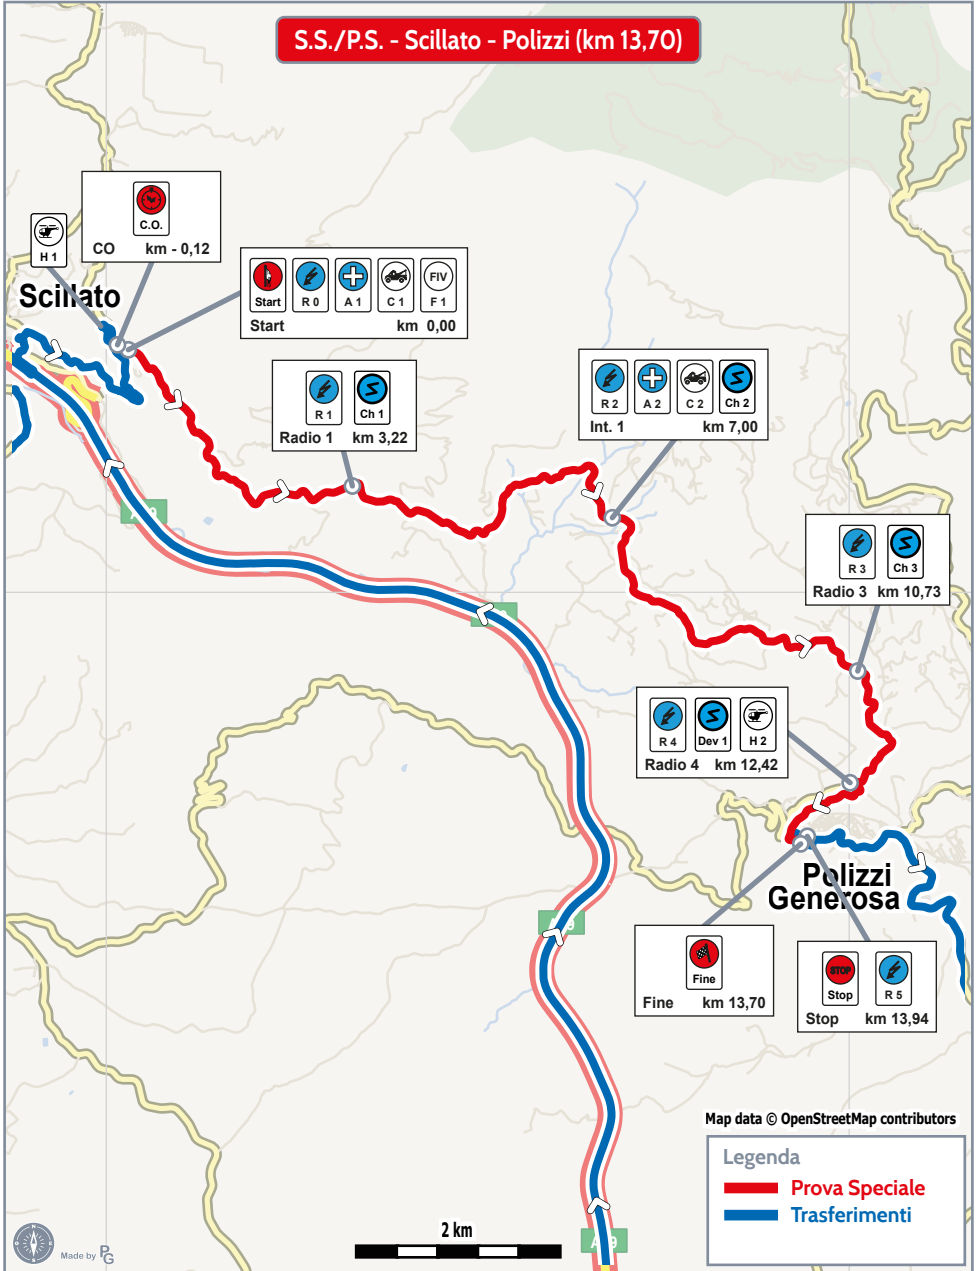 S.S./P.S. - Scillato - Polizzi (km 13,70)
C.O.
CO km - 0,12
H 1
Scillato
Start R 0 A 1 C 1 FIV F 1
Start km 0,00
R 1 Ch 1
Radio 1 km 3,22
R 2 A 2 C 2 Ch 2
Int. 1 km 7,00
R 3 Ch 3
Radio 3 km 10,73
R 4 Dev 1 H 2
Radio 4 km 12,42
Polizzi
Generosa
Fine
Fine km 13,70
STOP
Stop R 5
Stop km 13,94
Map data © OpenStreetMap contributors
Legenda
Prova Speciale
Trasferimenti
2 km
Made by PG